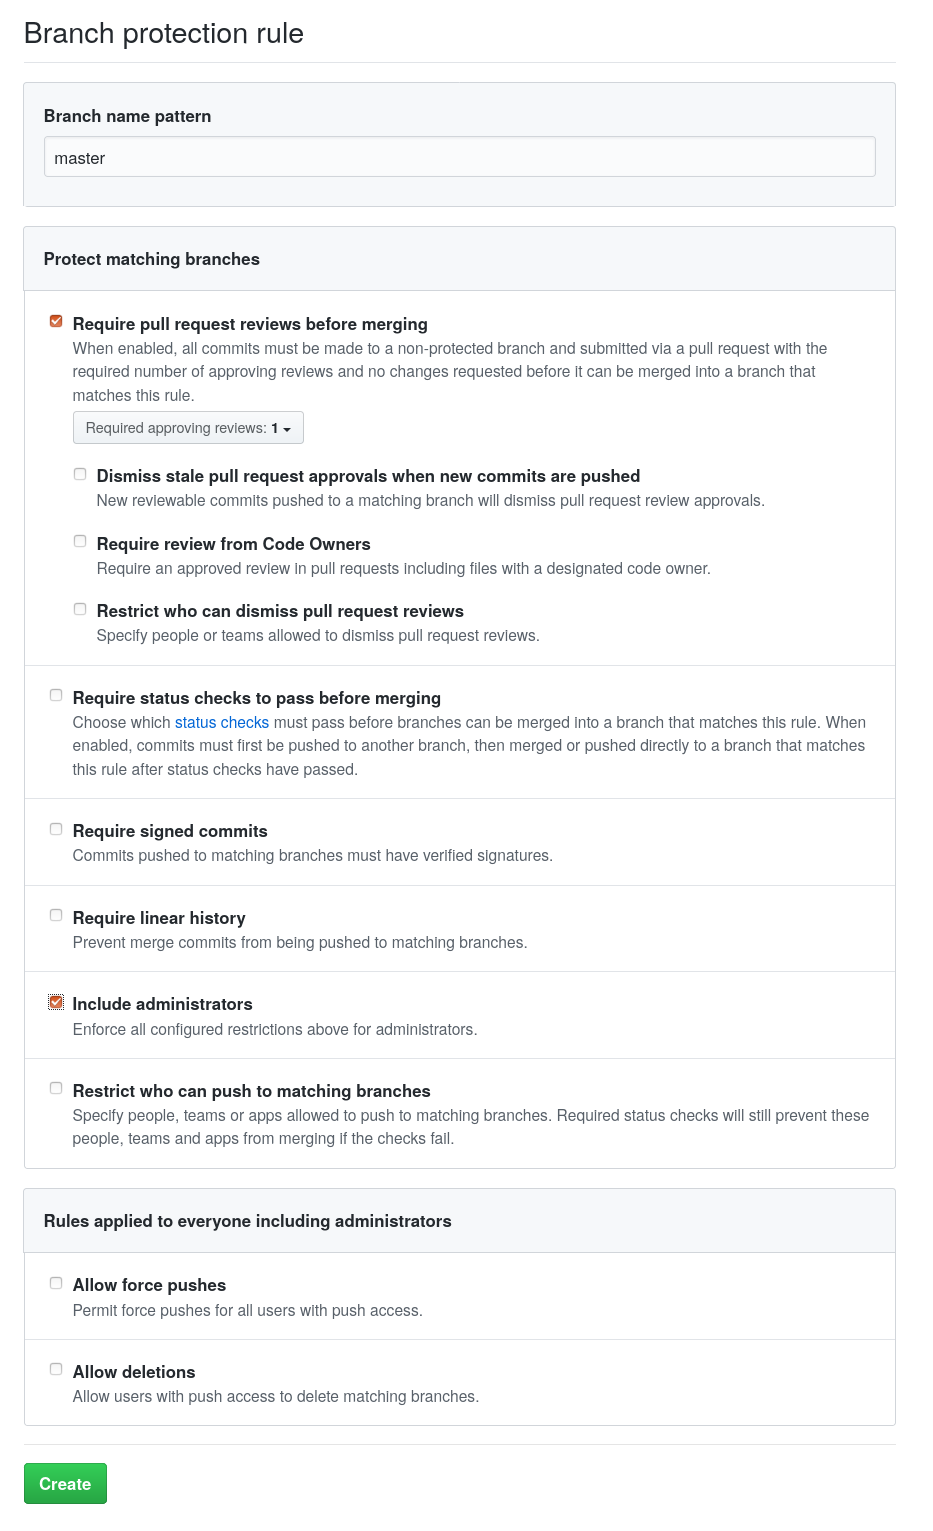 Branch protection rule
Branch name pattern
master
Protect matching branches
Require pull request reviews before merging
When enabled, all commits must be made to a non-protected branch and submitted via a pull request with the
required number of approving reviews and no changes requested before it can be merged into a branch that
matches this rule.
Required approving reviews: 1
Dismiss stale pull request approvals when new commits are pushed
New reviewable commits pushed to a matching branch will dismiss pull request review approvals.
Require review from Code Owners
Require an approved review in pull requests including files with a designated code owner.
Restrict who can dismiss pull request reviews
Specify people or teams allowed to dismiss pull request reviews.
Require status checks to pass before merging
Choose which status checks must pass before branches can be merged into a branch that matches this rule. When
enabled, commits must first be pushed to another branch, then merged or pushed directly to a branch that matches
this rule after status checks have passed.
Require signed commits
Commits pushed to matching branches must have verified signatures.
Require linear history
Prevent merge commits from being pushed to matching branches.
Include administrators
Enforce all configured restrictions above for administrators.
Restrict who can push to matching branches
Specify people, teams or apps allowed to push to matching branches. Required status checks will still prevent these
people, teams and apps from merging if the checks fail.
Rules applied to everyone including administrators
Allow force pushes
Permit force pushes for all users with push access.
Allow deletions
Allow users with push access to delete matching branches.
Create